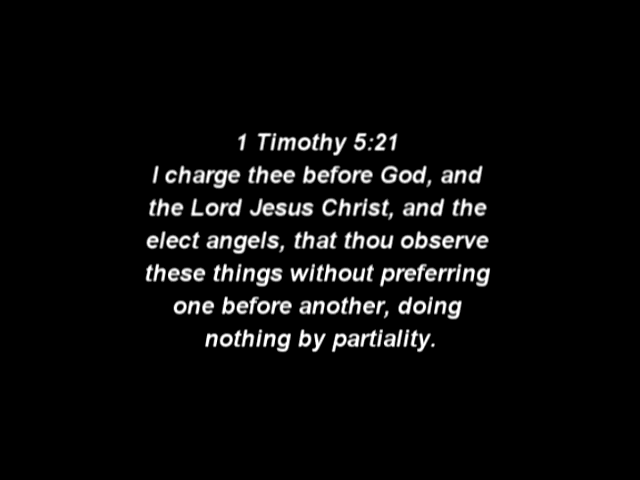 1 Timothy 5:21
I charge thee before God, and
the Lord Jesus Christ, and the
elect angels, that thou observe
these things without preferring
one before another, doing
nothing by partiality.